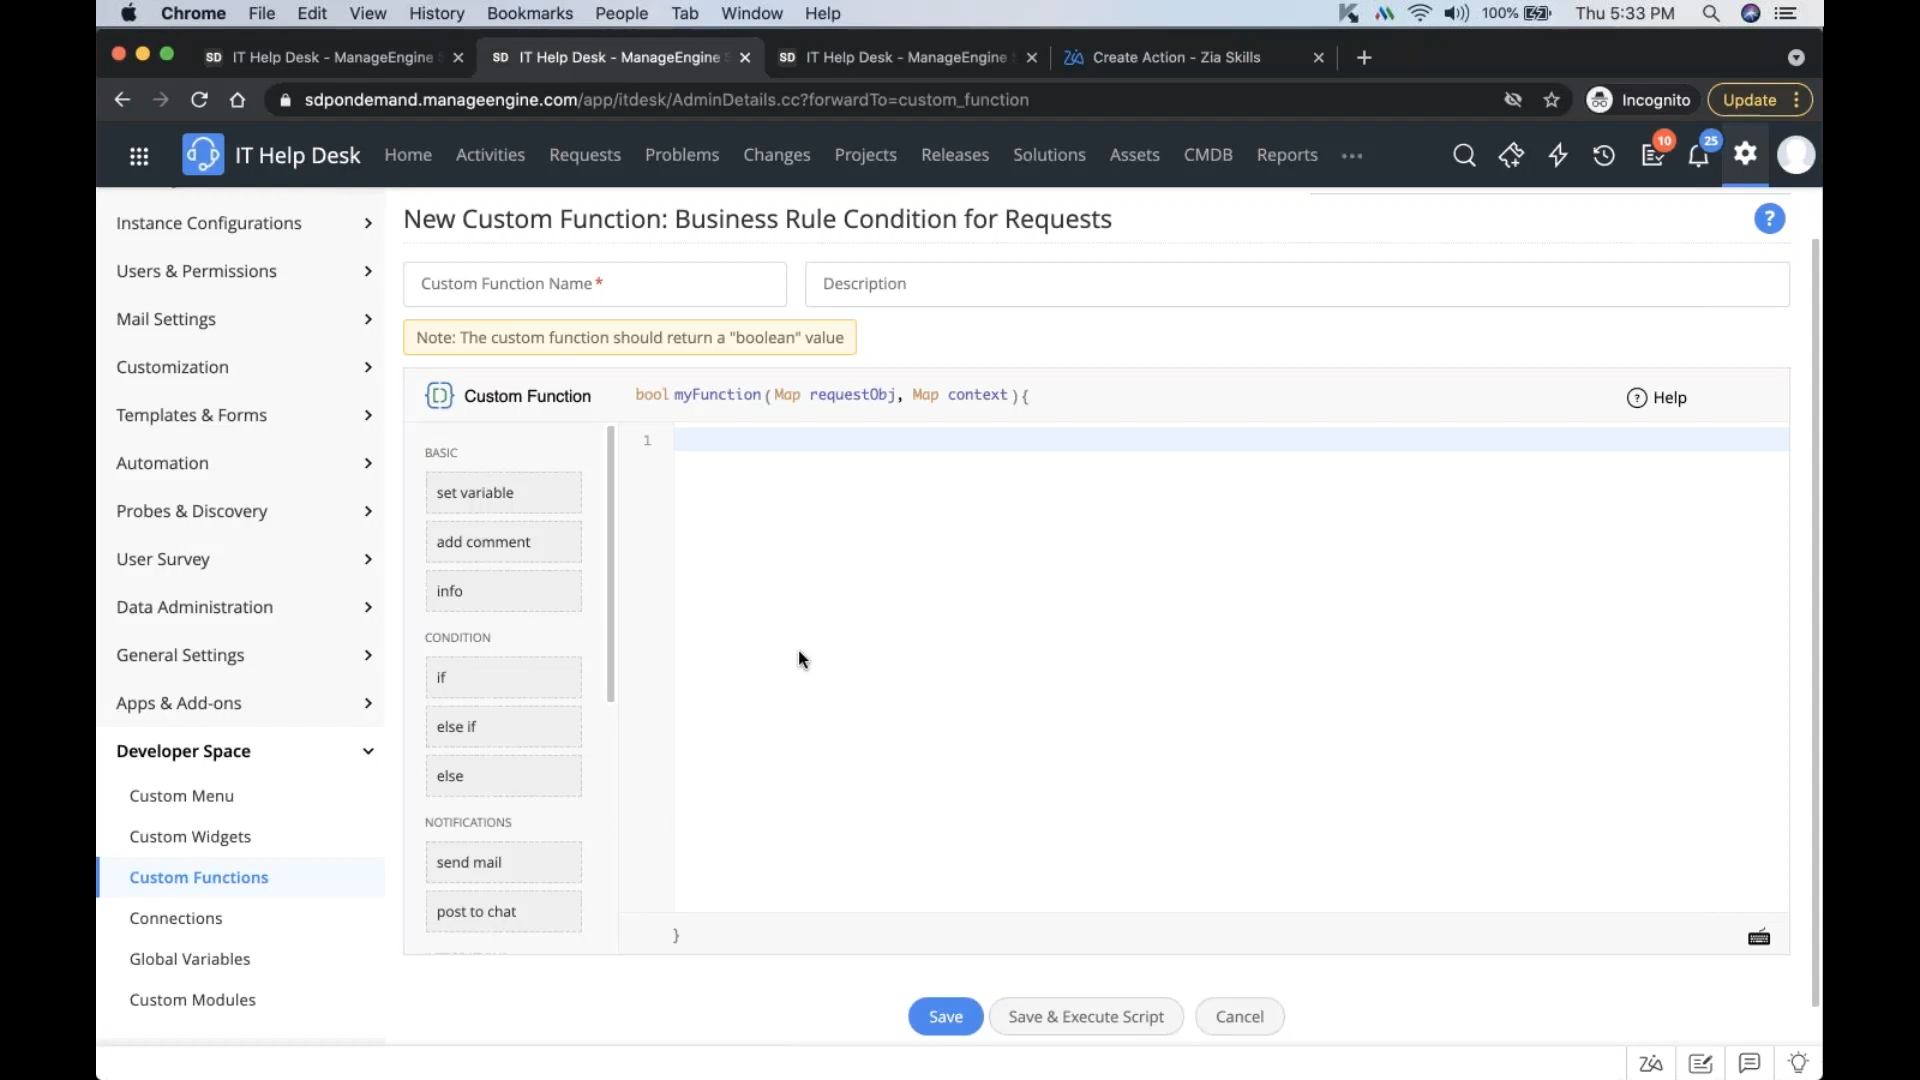 Chrome File Edit View History Bookmarks People Tab Window Help 100% Thu 5:33 PM
SD IT Help Desk - ManageEngine SD IT Help Desk - ManageEngine SD IT Help Desk - ManageEngine Create Action - Zia Skills
sdpondemand.manageengine.com/app/itdesk/AdminDetails.cc?forwardTo=custom_function Incognito Update
IT Help Desk Home Activities Requests Problems Changes Projects Releases Solutions Assets CMDB Reports 10 25
Instance Configurations
Users & Permissions
Mail Settings
Customization
Templates & Forms
Automation
Probes & Discovery
User Survey
Data Administration
General Settings
Apps & Add-ons
Developer Space
Custom Menu
Custom Widgets
Custom Functions
Connections
Global Variables
Custom Modules
New Custom Function: Business Rule Condition for Requests ?
Custom Function Name* Description
Note: The custom function should return a "boolean" value
Custom Function bool myFunction(Map requestObj, Map context){ ? Help
BASIC
set variable
add comment
info
CONDITION
if
else if
else
NOTIFICATIONS
send mail
post to chat
1
}
Save Save & Execute Script Cancel